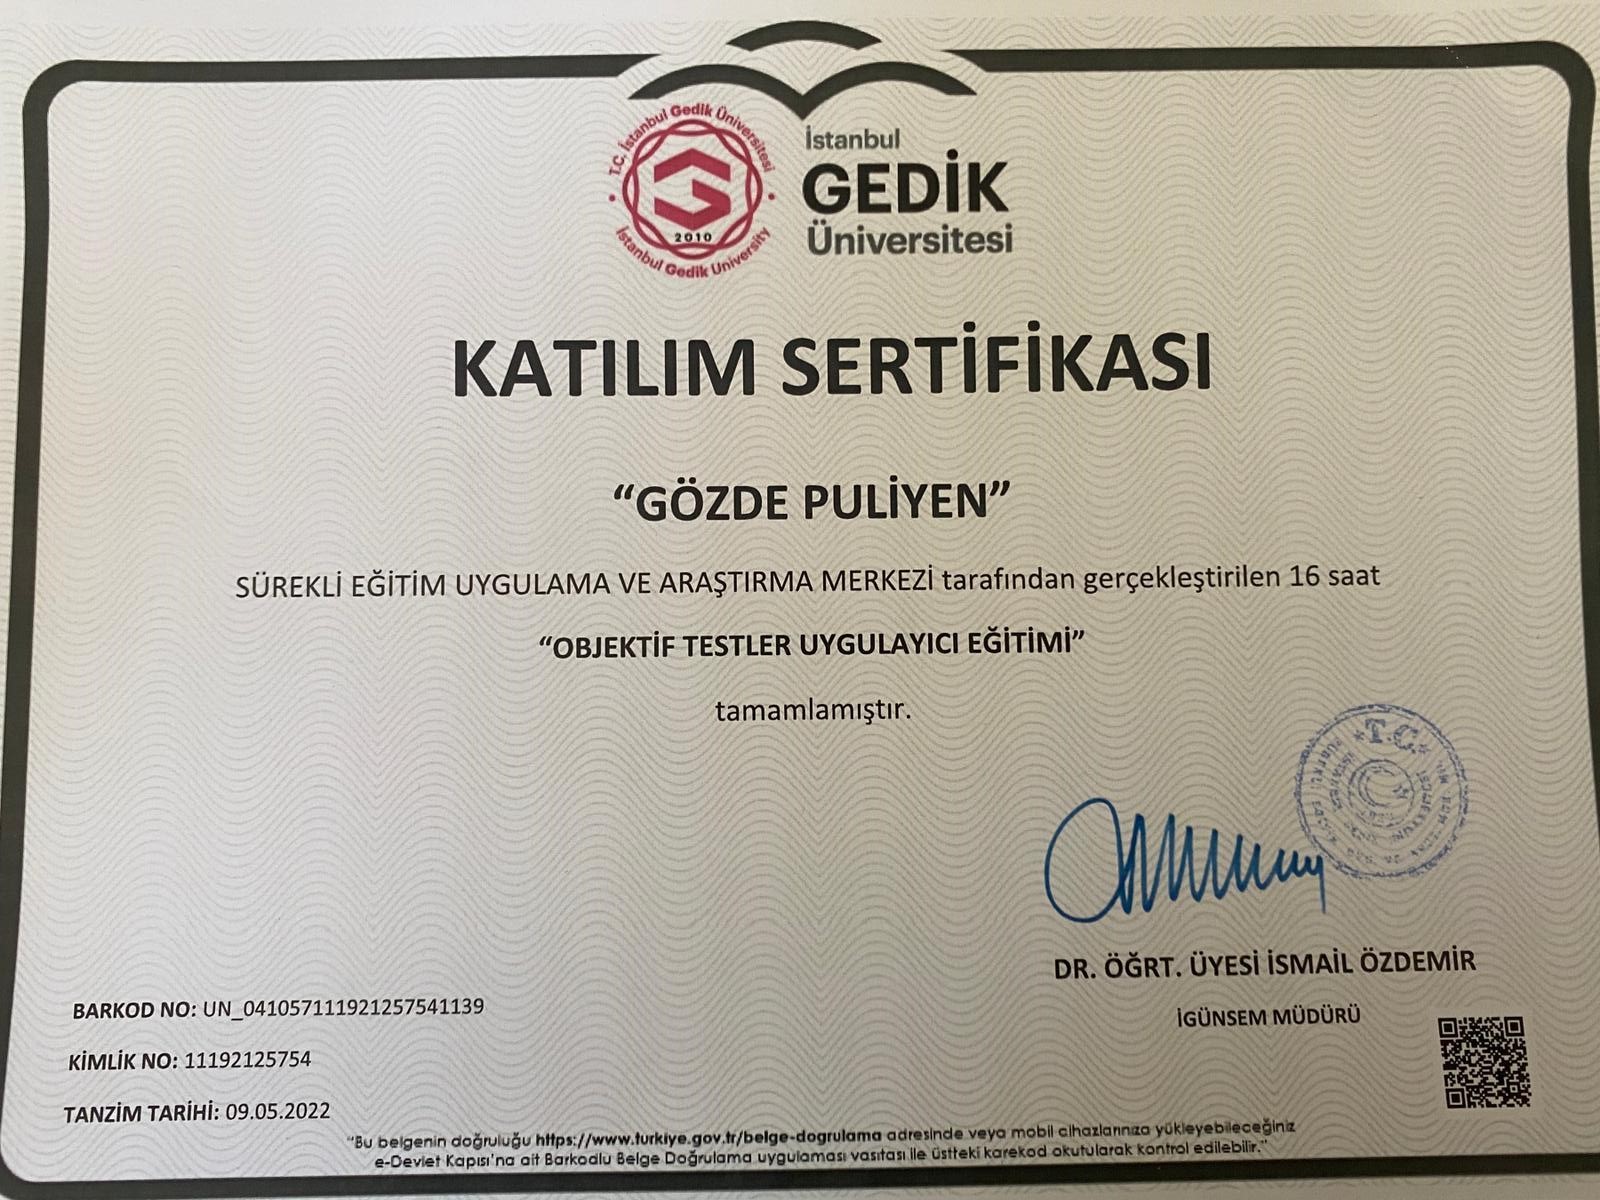 T.C. İstanbul Gedik Üniversitesi
2010
İstanbul Gedik University
İstanbul
GEDİK
Üniversitesi
KATILIM SERTİFİKASI
“GÖZDE PULİYEN”
SÜREKLİ EĞİTİM UYGULAMA VE ARAŞTIRMA MERKEZİ tarafından gerçekleştirilen 16 saat
“OBJEKTİF TESTLER UYGULAYICI EĞİTİMİ”
tamamlamıştır.
T.C.
DR. ÖĞRT. ÜYESİ İSMAİL ÖZDEMİR
İGÜNSEM MÜDÜRÜ
BARKOD NO: UN_041057111921257541139
KİMLİK NO: 11192125754
TANZİM TARİHİ: 09.05.2022
“Bu belgenin doğruluğu https://www.turkiye.gov.tr/belge-dogrulama adresinde veya mobil cihazlarınıza yükleyebileceğiniz
e-Devlet Kapısı'na ait Barkodlu Belge Doğrulama uygulaması vasıtası ile üstteki karekod okutularak kontrol edilebilir.”